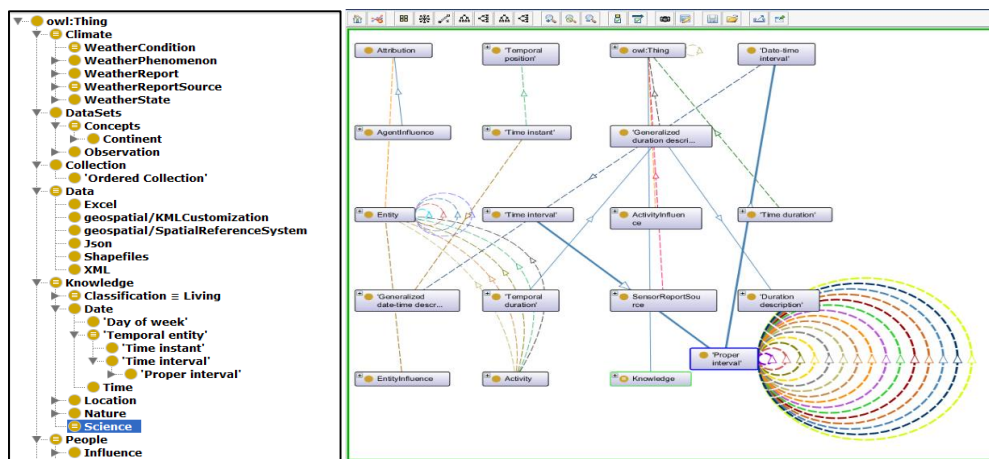 owl:Thing
Climate
WeatherCondition
WeatherPhenomenon
WeatherReport
WeatherReportSource
WeatherState
DataSets
Concepts
Continent
Observation
Collection
'Ordered Collection'
Data
Excel
geospatial/KMLCustomization
geospatial/SpatialReferenceSystem
Json
Shapefiles
XML
Knowledge
Classification ≡ Living
Date
'Day of week'
'Temporal entity'
'Time instant'
'Time interval'
'Proper interval'
Time
Location
Nature
Science
People
Influence
Attribution
'Temporal
position'
owl:Thing
'Date-time
interval'
AgentInfluence
'Time instant'
'Generalized
duration descri...
Entity
'Time interval'
ActivityInfluen
ce
'Time duration'
'Generalized
date-time descr...
'Temporal
duration'
SensorReportSou
rce
'Duration
description'
'Proper
interval'
EntityInfluence
Activity
Knowledge